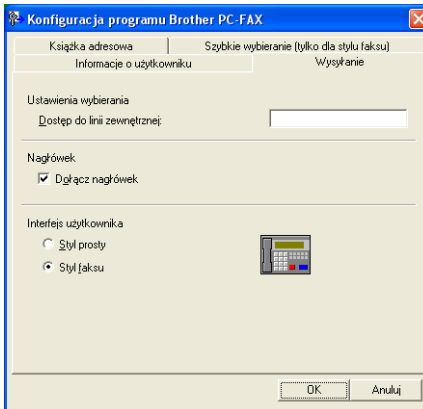 Konfiguracja programu Brother PC-FAX
Książka adresowa
Szybkie wybieranie (tylko dla stylu faksu)
Informacje o użytkowniku
Wysyłanie
Ustawienia wybierania
Dostęp do linii zewnętrznej:
Nagłówek
Dołącz nagłówek
Interfejs użytkownika
Styl prosty
Styl faksu
OK
Anuluj